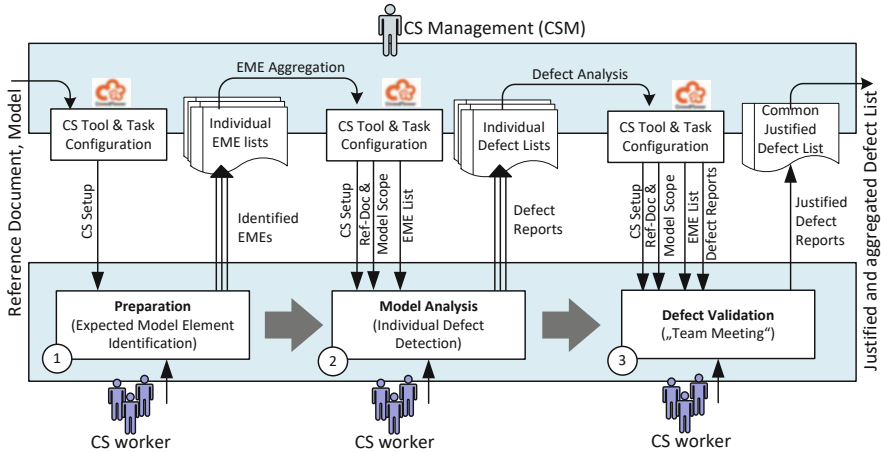 CS Management (CSM)
Reference Document, Model
EME Aggregation
Defect Analysis
CS Tool & Task
Configuration
Individual
EME lists
CS Tool & Task
Configuration
Individual
Defect Lists
CS Tool & Task
Configuration
Common
Justified
Defect List
CS Setup
Identified
EMEs
CS Setup
Ref-Doc &
Model Scope
EME List
Defect
Reports
CS Setup
Ref-Doc &
Model Scope
EME List
Defect Reports
Justified
Defect
Reports
Justified and aggregated Defect List
Preparation
(Expected Model Element
Identification)
1
Model Analysis
(Individual Defect
Detection)
2
Defect Validation
(„Team Meeting“)
3
CS worker
CS worker
CS worker